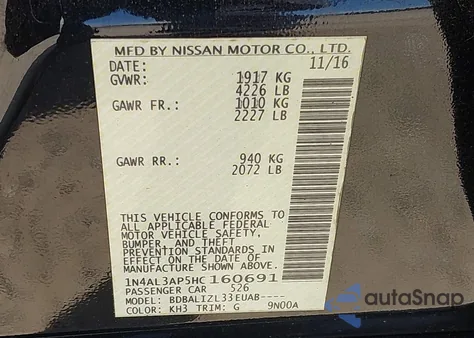 MFD BY NISSAN MOTOR CO., LTD.
DATE: 11/16
GVWR: 1917 KG
4226 LB
GAWR FR.: 1010 KG
2227 LB
GAWR RR.: 940 KG
2072 LB
THIS VEHICLE CONFORMS TO
ALL APPLICABLE FEDERAL
MOTOR VEHICLE SAFETY,
BUMPER, AND THEFT
PREVENTION STANDARDS IN
EFFECT ON THE DATE OF
MANUFACTURE SHOWN ABOVE.
1N4AL3AP5HC160691
PASSENGER CAR 526
MODEL: BDBALIZL33EUAB----
COLOR: KH3 TRIM: G 9N00A
autoSnap